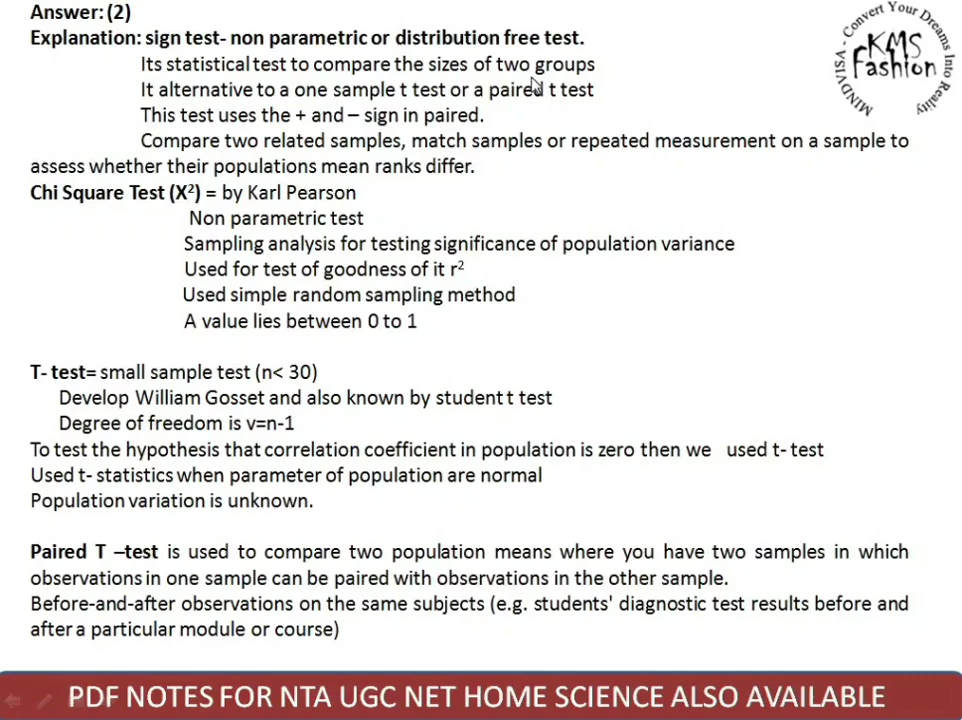 Answer: (2)
Explanation: sign test- non parametric or distribution free test.
Its statistical test to compare the sizes of two groups
It alternative to a one sample t test or a paired t test
This test uses the + and – sign in paired.
Compare two related samples, match samples or repeated measurement on a sample to
assess whether their populations mean ranks differ.
Chi Square Test (X²) = by Karl Pearson
Non parametric test
Sampling analysis for testing significance of population variance
Used for test of goodness of it r²
Used simple random sampling method
A value lies between 0 to 1
T- test= small sample test (n< 30)
Develop William Gosset and also known by student t test
Degree of freedom is v=n-1
To test the hypothesis that correlation coefficient in population is zero then we used t- test
Used t- statistics when parameter of population are normal
Population variation is unknown.
Paired T –test is used to compare two population means where you have two samples in which
observations in one sample can be paired with observations in the other sample.
Before-and-after observations on the same subjects (e.g. students' diagnostic test results before and
after a particular module or course)
MINDVISA - Convert Your Dreams Into Reality
KMS
Fashion
PDF NOTES FOR NTA UGC NET HOME SCIENCE ALSO AVAILABLE